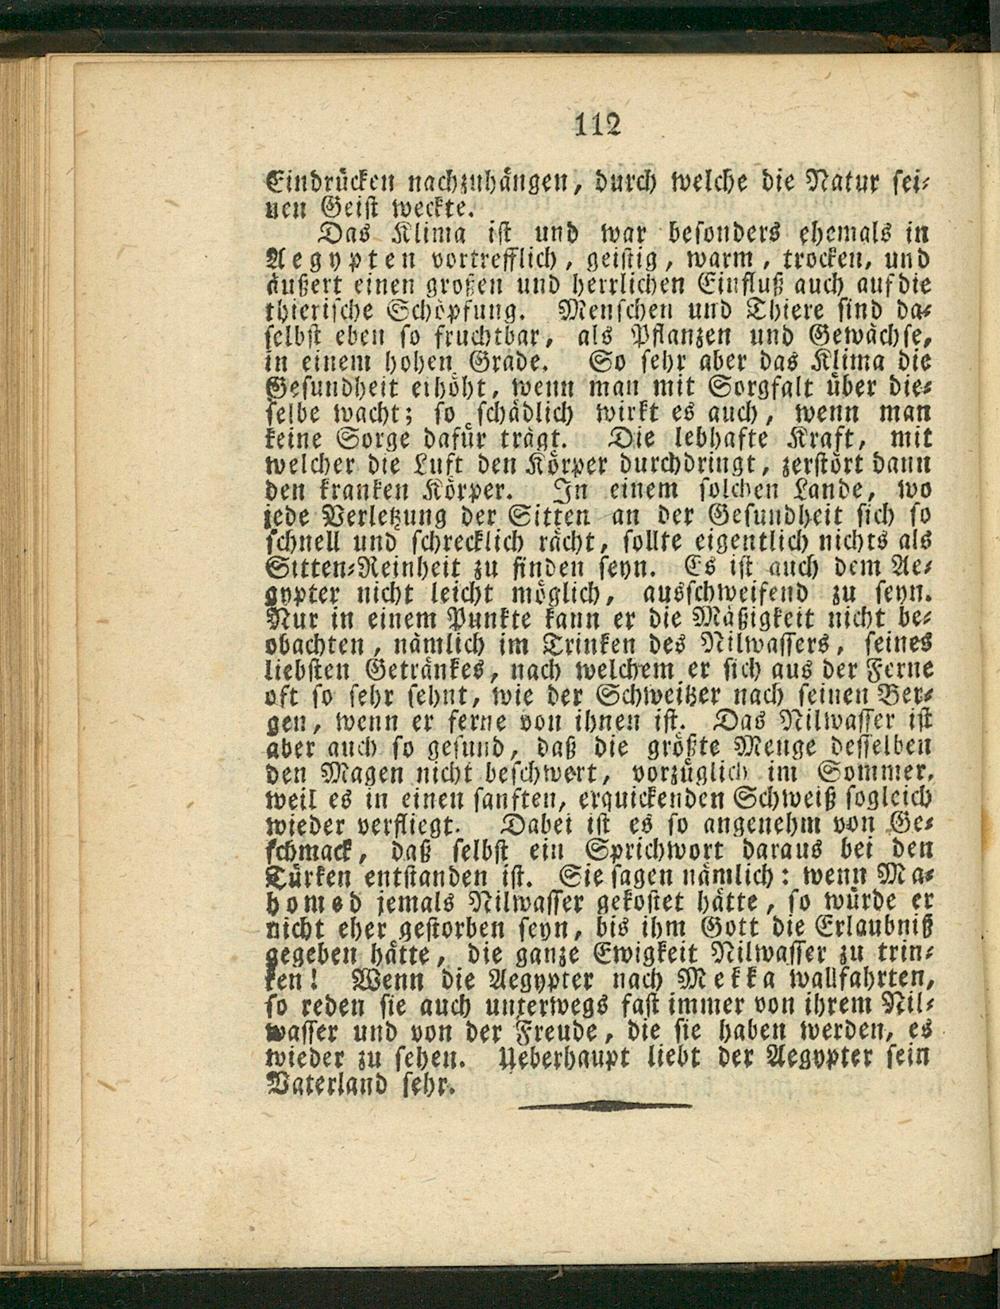 112
Eindrücken nachzuhängen, durch welche die Natur sei-
nen Geist weckte.
Das Klima ist und war besonders ehemals in
Aegypten vortrefflich, geistig, warm, trocken, und
äußert einen großen und herrlichen Einfluß auch auf die
thierische Schöpfung. Menschen und Thiere sind da-
selbst eben so fruchtbar, als Pflanzen und Gewächse,
in einem hohen Grade. So sehr aber das Klima die
Gesundheit erhöht, wenn man mit Sorgfalt über die-
selbe wacht; so schädlich wirkt es auch, wenn man
keine Sorge dafür trägt. Die lebhafte Kraft, mit
welcher die Luft den Körper durchdringt, zerstört dann
den kranken Körper. In einem solchen Lande, wo
jede Verletzung der Sitten an der Gesundheit sich so
schnell und schrecklich rächt, sollte eigentlich nichts als
Sitten-Reinheit zu finden seyn. Es ist auch dem Ae-
gypter nicht leicht möglich, ausschweifend zu seyn.
Nur in einem Punkte kann er die Mäßigkeit nicht be-
obachten, nämlich im Trinken des Nilwassers, seines
liebsten Getränkes, nach welchem er sich aus der Ferne
oft so sehr sehnt, wie der Schweitzer nach seinen Ber-
gen, wenn er ferne von ihnen ist. Das Nilwasser ist
aber auch so gesund, daß die größte Menge desselben
den Magen nicht beschwert, vorzüglich im Sommer,
weil es in einen sanften, erquickenden Schweiß sogleich
wieder verfliegt. Dabei ist es so angenehm von Ge-
schmack, daß selbst ein Sprichwort daraus bei den
Türken entstanden ist. Sie sagen nämlich: wenn Ma-
homed jemals Nilwasser gekostet hätte, so würde er
nicht eher gestorben seyn, bis ihm Gott die Erlaubniß
gegeben hätte, die ganze Ewigkeit Nilwasser zu trin-
ken! Wenn die Aegypter nach Mekka wallfahrten,
so reden sie auch unterwegs fast immer von ihrem Nil-
wasser und von der Freude, die sie haben werden, es
wieder zu sehen. Ueberhaupt liebt der Aegypter sein
Vaterland sehr.